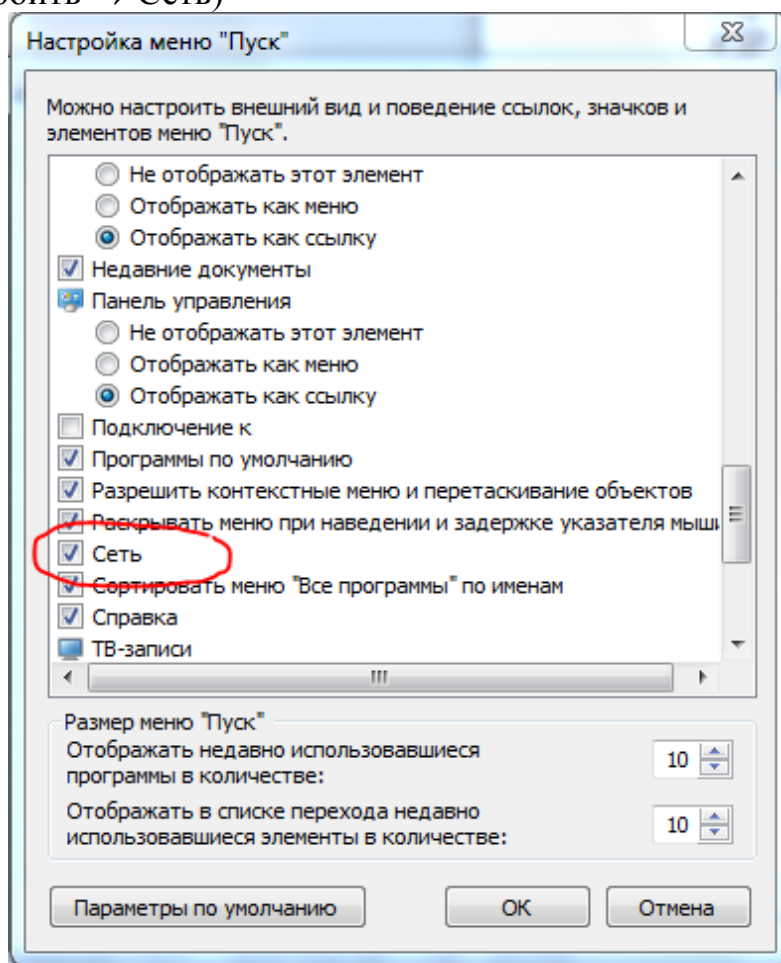 → Сеть)
Настройка меню "Пуск"
Можно настроить внешний вид и поведение ссылок, значков и
элементов меню "Пуск".
Не отображать этот элемент
Отображать как меню
Отображать как ссылку
Недавние документы
Панель управления
Не отображать этот элемент
Отображать как меню
Отображать как ссылку
Подключение к
Программы по умолчанию
Разрешить контекстные меню и перетаскивание объектов
Раскрывать меню при наведении и задержке указателя мыши
Сеть
Сортировать меню "Все программы" по именам
Справка
ТВ-записи
Размер меню "Пуск"
Отображать недавно использовавшиеся
программы в количестве:
10
Отображать в списке перехода недавно
использовавшиеся элементы в количестве:
10
Параметры по умолчанию
ОК
Отмена